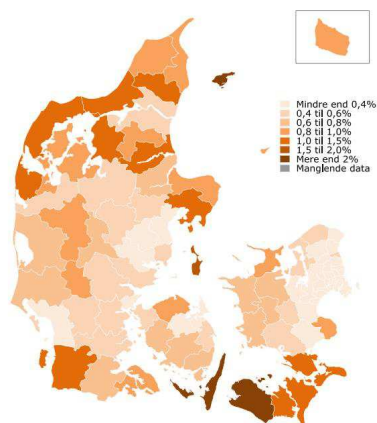 Mindre end 0,4%
0,4 til 0,6%
0,6 til 0,8%
0,8 til 1,0%
1,0 til 1,5%
1,5 til 2,0%
Mere end 2%
Manglende data